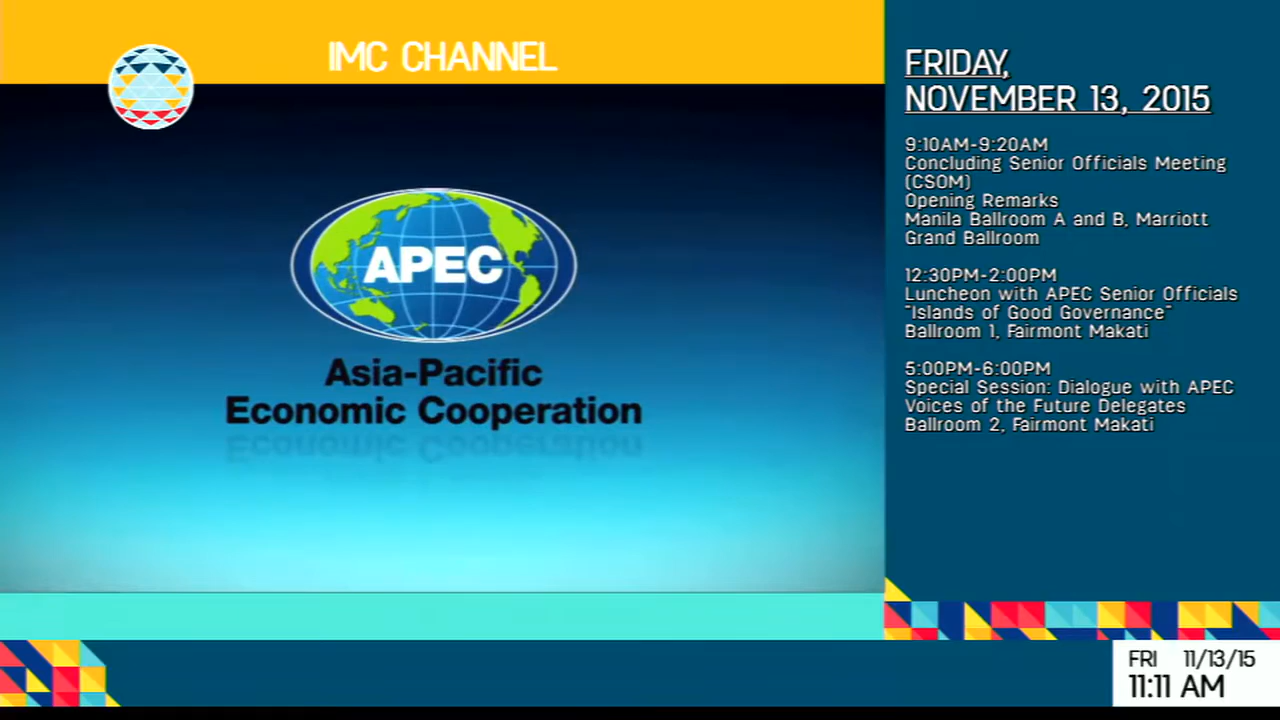 IMC CHANNEL
APEC
Asia-Pacific
Economic Cooperation
FRIDAY,
NOVEMBER 13, 2015
9:10AM-9:20AM
Concluding Senior Officials Meeting
(CSOM)
Opening Remarks
Manila Ballroom A and B, Marriott
Grand Ballroom
12:30PM-2:00PM
Luncheon with APEC Senior Officials
"Islands of Good Governance"
Ballroom 1, Fairmont Makati
5:00PM-6:00PM
Special Session: Dialogue with APEC
Voices of the Future Delegates
Ballroom 2, Fairmont Makati
FRI 11/13/15
11:11 AM